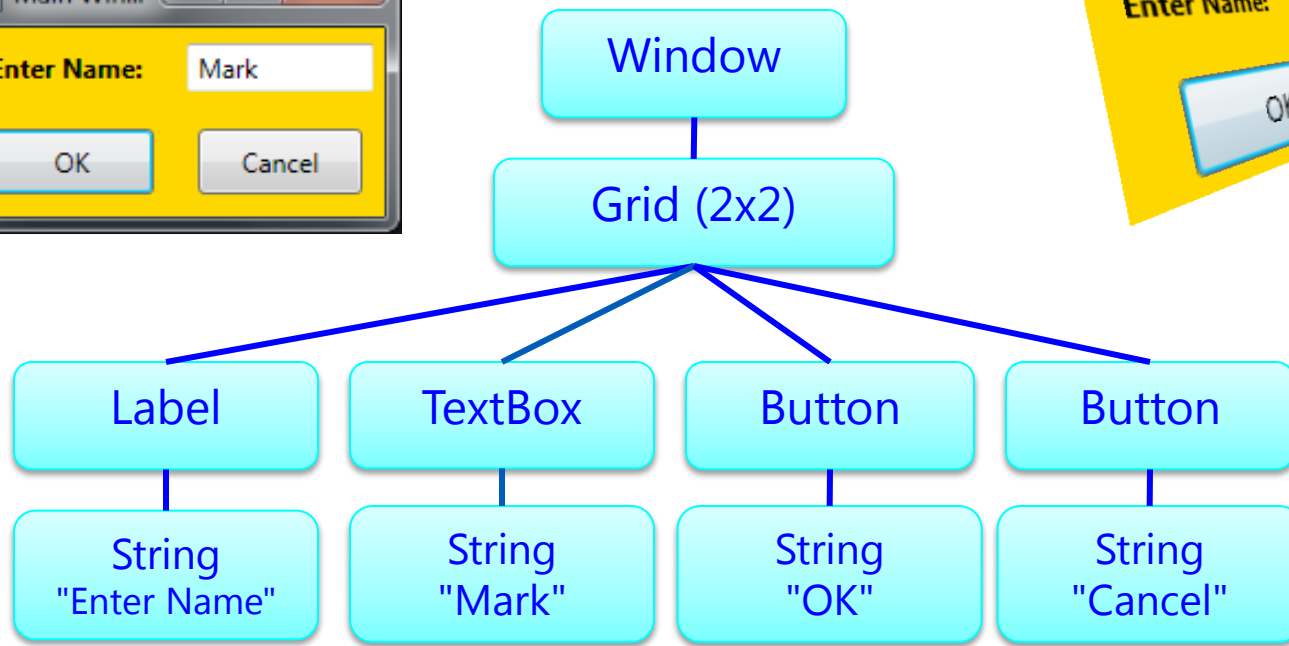 Enter Name:
Mark
OK
Cancel
Enter Name:
Window
Grid (2x2)
Label
TextBox
Button
Button
String
"Enter Name"
String
"Mark"
String
"OK"
String
"Cancel"